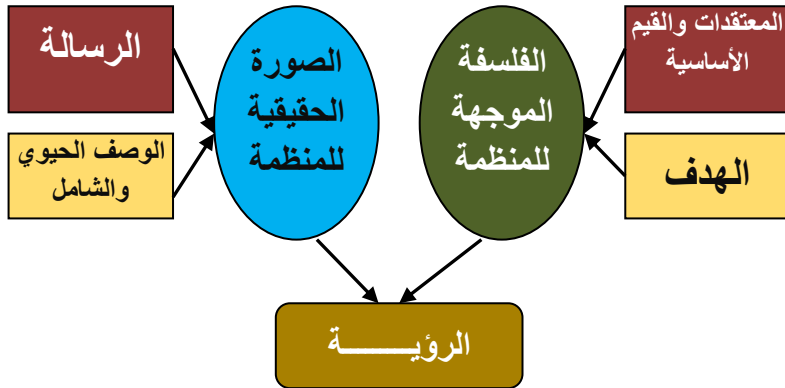 المعتقدات والقيم
الأساسية
الهدف
الفلسفة
الموجهة
للمنظمة
الصورة
الحقيقية
للمنظمة
الرسالة
الوصف الحيوي
والشامل
الرؤيـــــــة